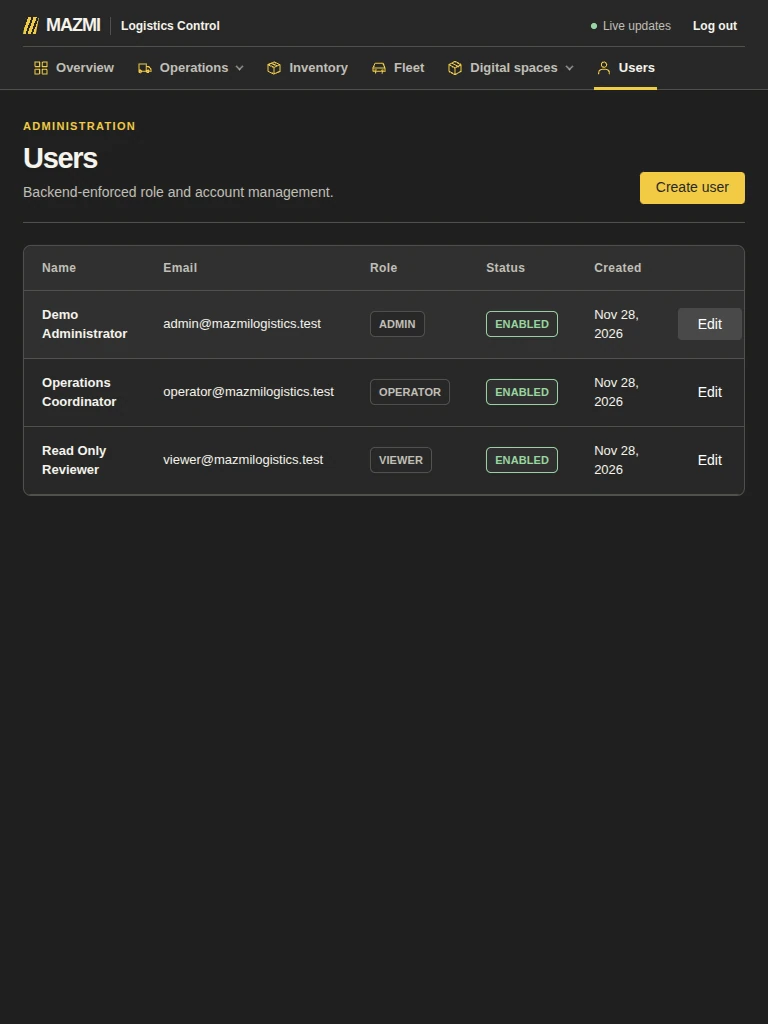 MAZMI Logistics Control Live updates Log out
Overview Operations Inventory Fleet Digital spaces Users
ADMINISTRATION
Users
Backend-enforced role and account management.
Create user
Name Email Role Status Created
Demo Administrator admin@mazmilogistics.test ADMIN ENABLED Nov 28, 2026 Edit
Operations Coordinator operator@mazmilogistics.test OPERATOR ENABLED Nov 28, 2026 Edit
Read Only Reviewer viewer@mazmilogistics.test VIEWER ENABLED Nov 28, 2026 Edit